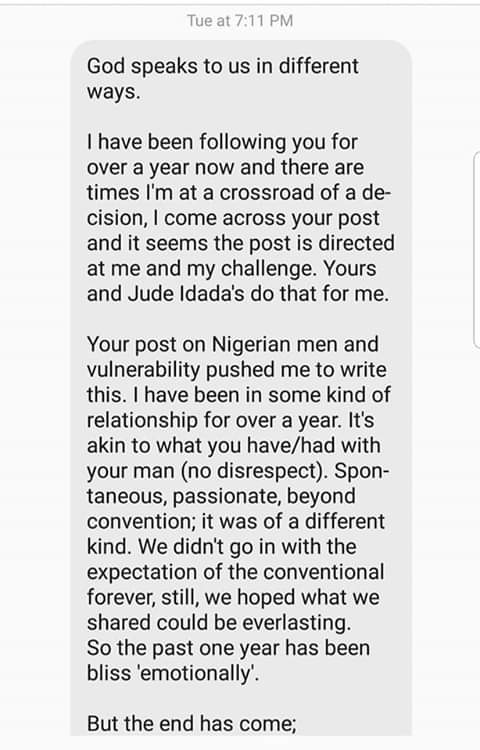 Tue at 7:11 PM
God speaks to us in different
ways.
I have been following you for
over a year now and there are
times I'm at a crossroad of a de-
cision, I come across your post
and it seems the post is directed
at me and my challenge. Yours
and Jude Idada's do that for me.
Your post on Nigerian men and
vulnerability pushed me to write
this. I have been in some kind of
relationship for over a year. It's
akin to what you have/had with
your man (no disrespect). Spon-
taneous, passionate, beyond
convention; it was of a different
kind. We didn't go in with the
expectation of the conventional
forever, still, we hoped what we
shared could be everlasting.
So the past one year has been
bliss 'emotionally'.
But the end has come;